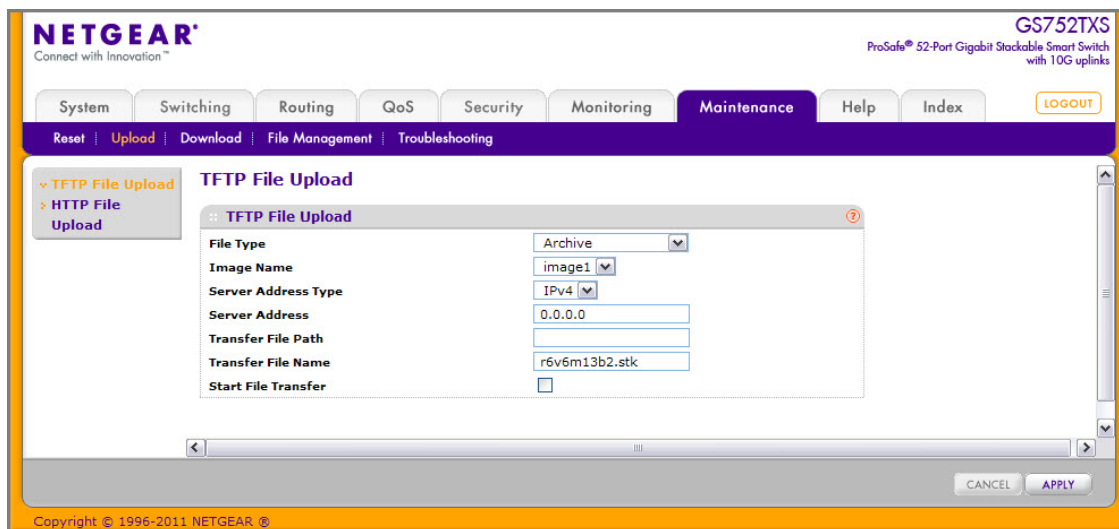 NETGEAR®
Connect with Innovation™
GS752TXS
ProSafe® 52-Port Gigabit Stackable Smart Switch
with 10G uplinks
System Switching Routing QoS Security Monitoring Maintenance Help Index LOGOUT
Reset Upload Download File Management Troubleshooting
TFTP File Upload
HTTP File
Upload
TFTP File Upload
TFTP File Upload ?
File Type Archive
Image Name image1
Server Address Type IPv4
Server Address 0.0.0.0
Transfer File Path
Transfer File Name r6v6m13b2.stk
Start File Transfer
CANCEL APPLY
Copyright © 1996-2011 NETGEAR ®